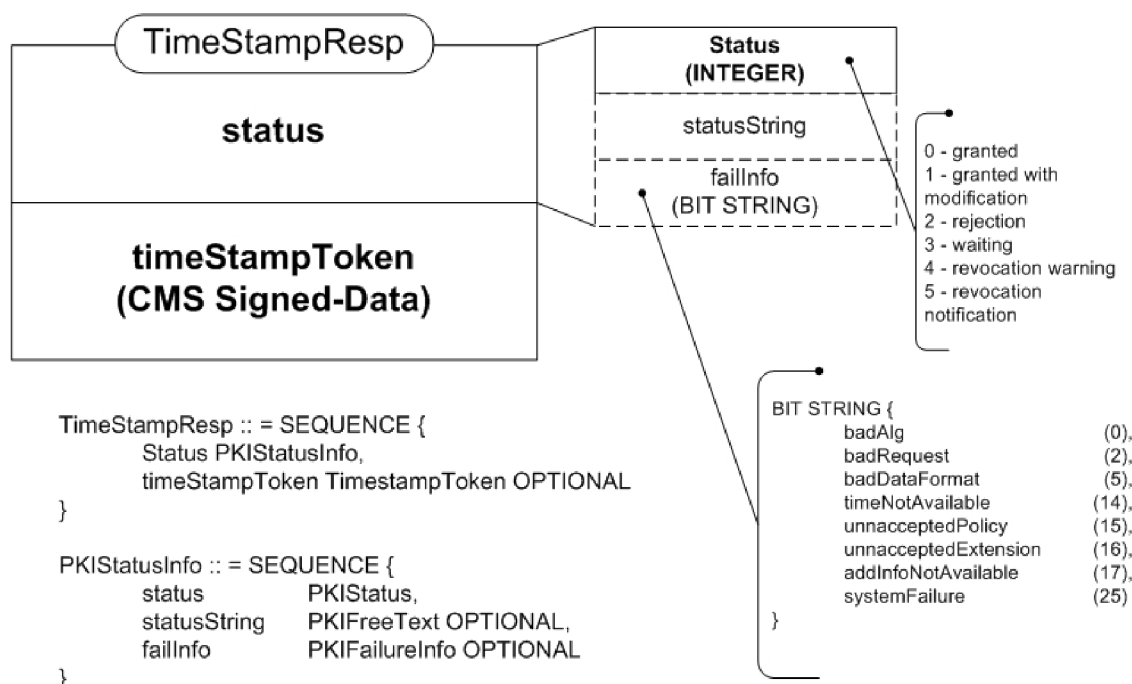 TimeStampResp
status
timeStampToken
(CMS Signed-Data)
Status
(INTEGER)
statusString
failInfo
(BIT STRING)
0 - granted
1 - granted with
modification
2 - rejection
3 - waiting
4 - revocation warning
5 - revocation
notification
TimeStampResp :: = SEQUENCE {
Status PKIStatusInfo,
timeStampToken TimestampToken OPTIONAL
}
PKIStatusInfo :: = SEQUENCE {
status PKIStatus,
statusString PKIFreeText OPTIONAL,
failInfo PKIFailureInfo OPTIONAL
}
BIT STRING {
badAlg (0),
badRequest (2),
badDataFormat (5),
timeNotAvailable (14),
unnacceptedPolicy (15),
unnacceptedExtension (16),
addInfoNotAvailable (17),
systemFailure (25)
}